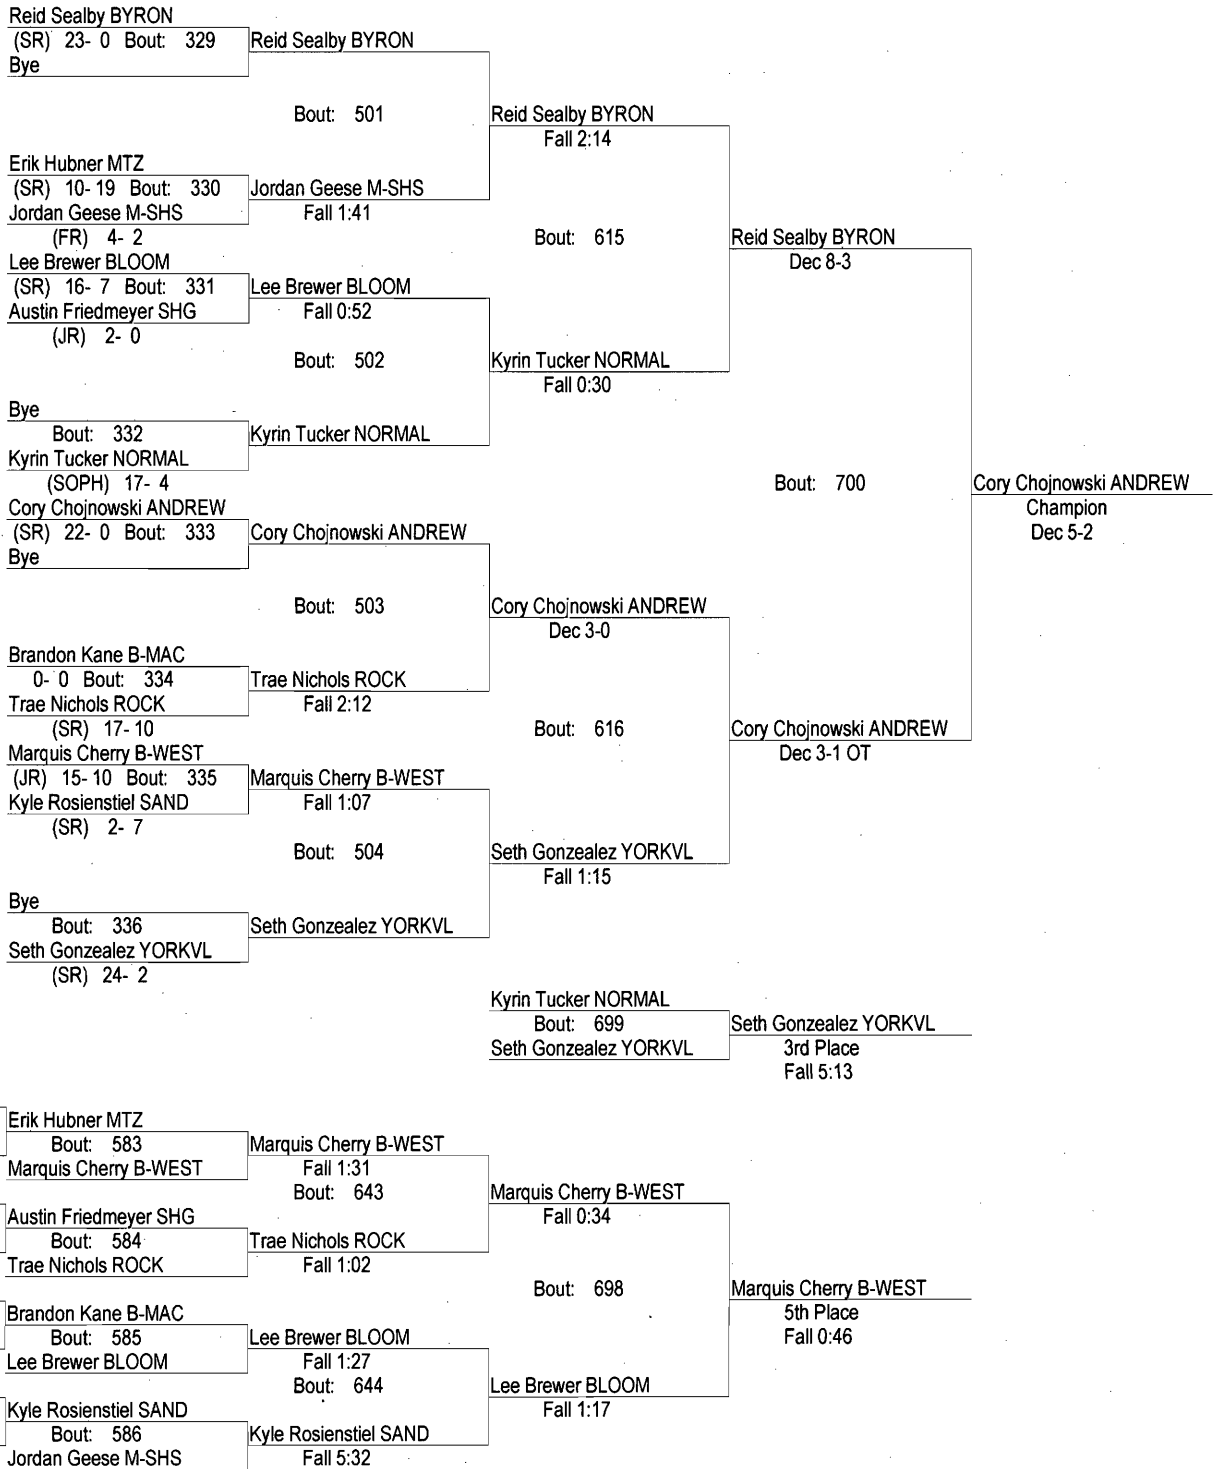 Reid Sealby BYRON
(SR) 23- 0 Bout: 329
Bye
Reid Sealby BYRON
Bout: 501
Erik Hubner MTZ
(SR) 10- 19 Bout: 330
Jordan Geese M-SHS
(FR) 4- 2
Jordan Geese M-SHS
Fall 1:41
Reid Sealby BYRON
Fall 2:14
Bout: 615
Lee Brewer BLOOM
(SR) 16- 7 Bout: 331
Austin Friedmeyer SHG
(JR) 2- 0
Lee Brewer BLOOM
Fall 0:52
Bout: 502
Bye
Bout: 332
Kyrin Tucker NORMAL
(SOPH) 17- 4
Kyrin Tucker NORMAL
Kyrin Tucker NORMAL
Fall 0:30
Reid Sealby BYRON
Dec 8-3
Bout: 700
Cory Chojnowski ANDREW
Champion
Dec 5-2
Cory Chojnowski ANDREW
(SR) 22- 0 Bout: 333
Bye
Cory Chojnowski ANDREW
Bout: 503
Brandon Kane B-MAC
0- 0 Bout: 334
Trae Nichols ROCK
(SR) 17- 10
Trae Nichols ROCK
Fall 2:12
Cory Chojnowski ANDREW
Dec 3-0
Bout: 616
Marquis Cherry B-WEST
(JR) 15- 10 Bout: 335
Kyle Rosienstiel SAND
(SR) 2- 7
Marquis Cherry B-WEST
Fall 1:07
Bout: 504
Bye
Bout: 336
Seth Gonzealez YORKVL
(SR) 24- 2
Seth Gonzealez YORKVL
Seth Gonzealez YORKVL
Fall 1:15
Cory Chojnowski ANDREW
Dec 3-1 OT
Kyrin Tucker NORMAL
Bout: 699
Seth Gonzealez YORKVL
Seth Gonzealez YORKVL
3rd Place
Fall 5:13
Erik Hubner MTZ
Bout: 583
Marquis Cherry B-WEST
Marquis Cherry B-WEST
Fall 1:31
Bout: 643
Austin Friedmeyer SHG
Bout: 584
Trae Nichols ROCK
Trae Nichols ROCK
Fall 1:02
Marquis Cherry B-WEST
Fall 0:34
Bout: 698
Brandon Kane B-MAC
Bout: 585
Lee Brewer BLOOM
Lee Brewer BLOOM
Fall 1:27
Bout: 644
Kyle Rosienstiel SAND
Bout: 586
Jordan Geese M-SHS
Kyle Rosienstiel SAND
Fall 5:32
Lee Brewer BLOOM
Fall 1:17
Marquis Cherry B-WEST
5th Place
Fall 0:46